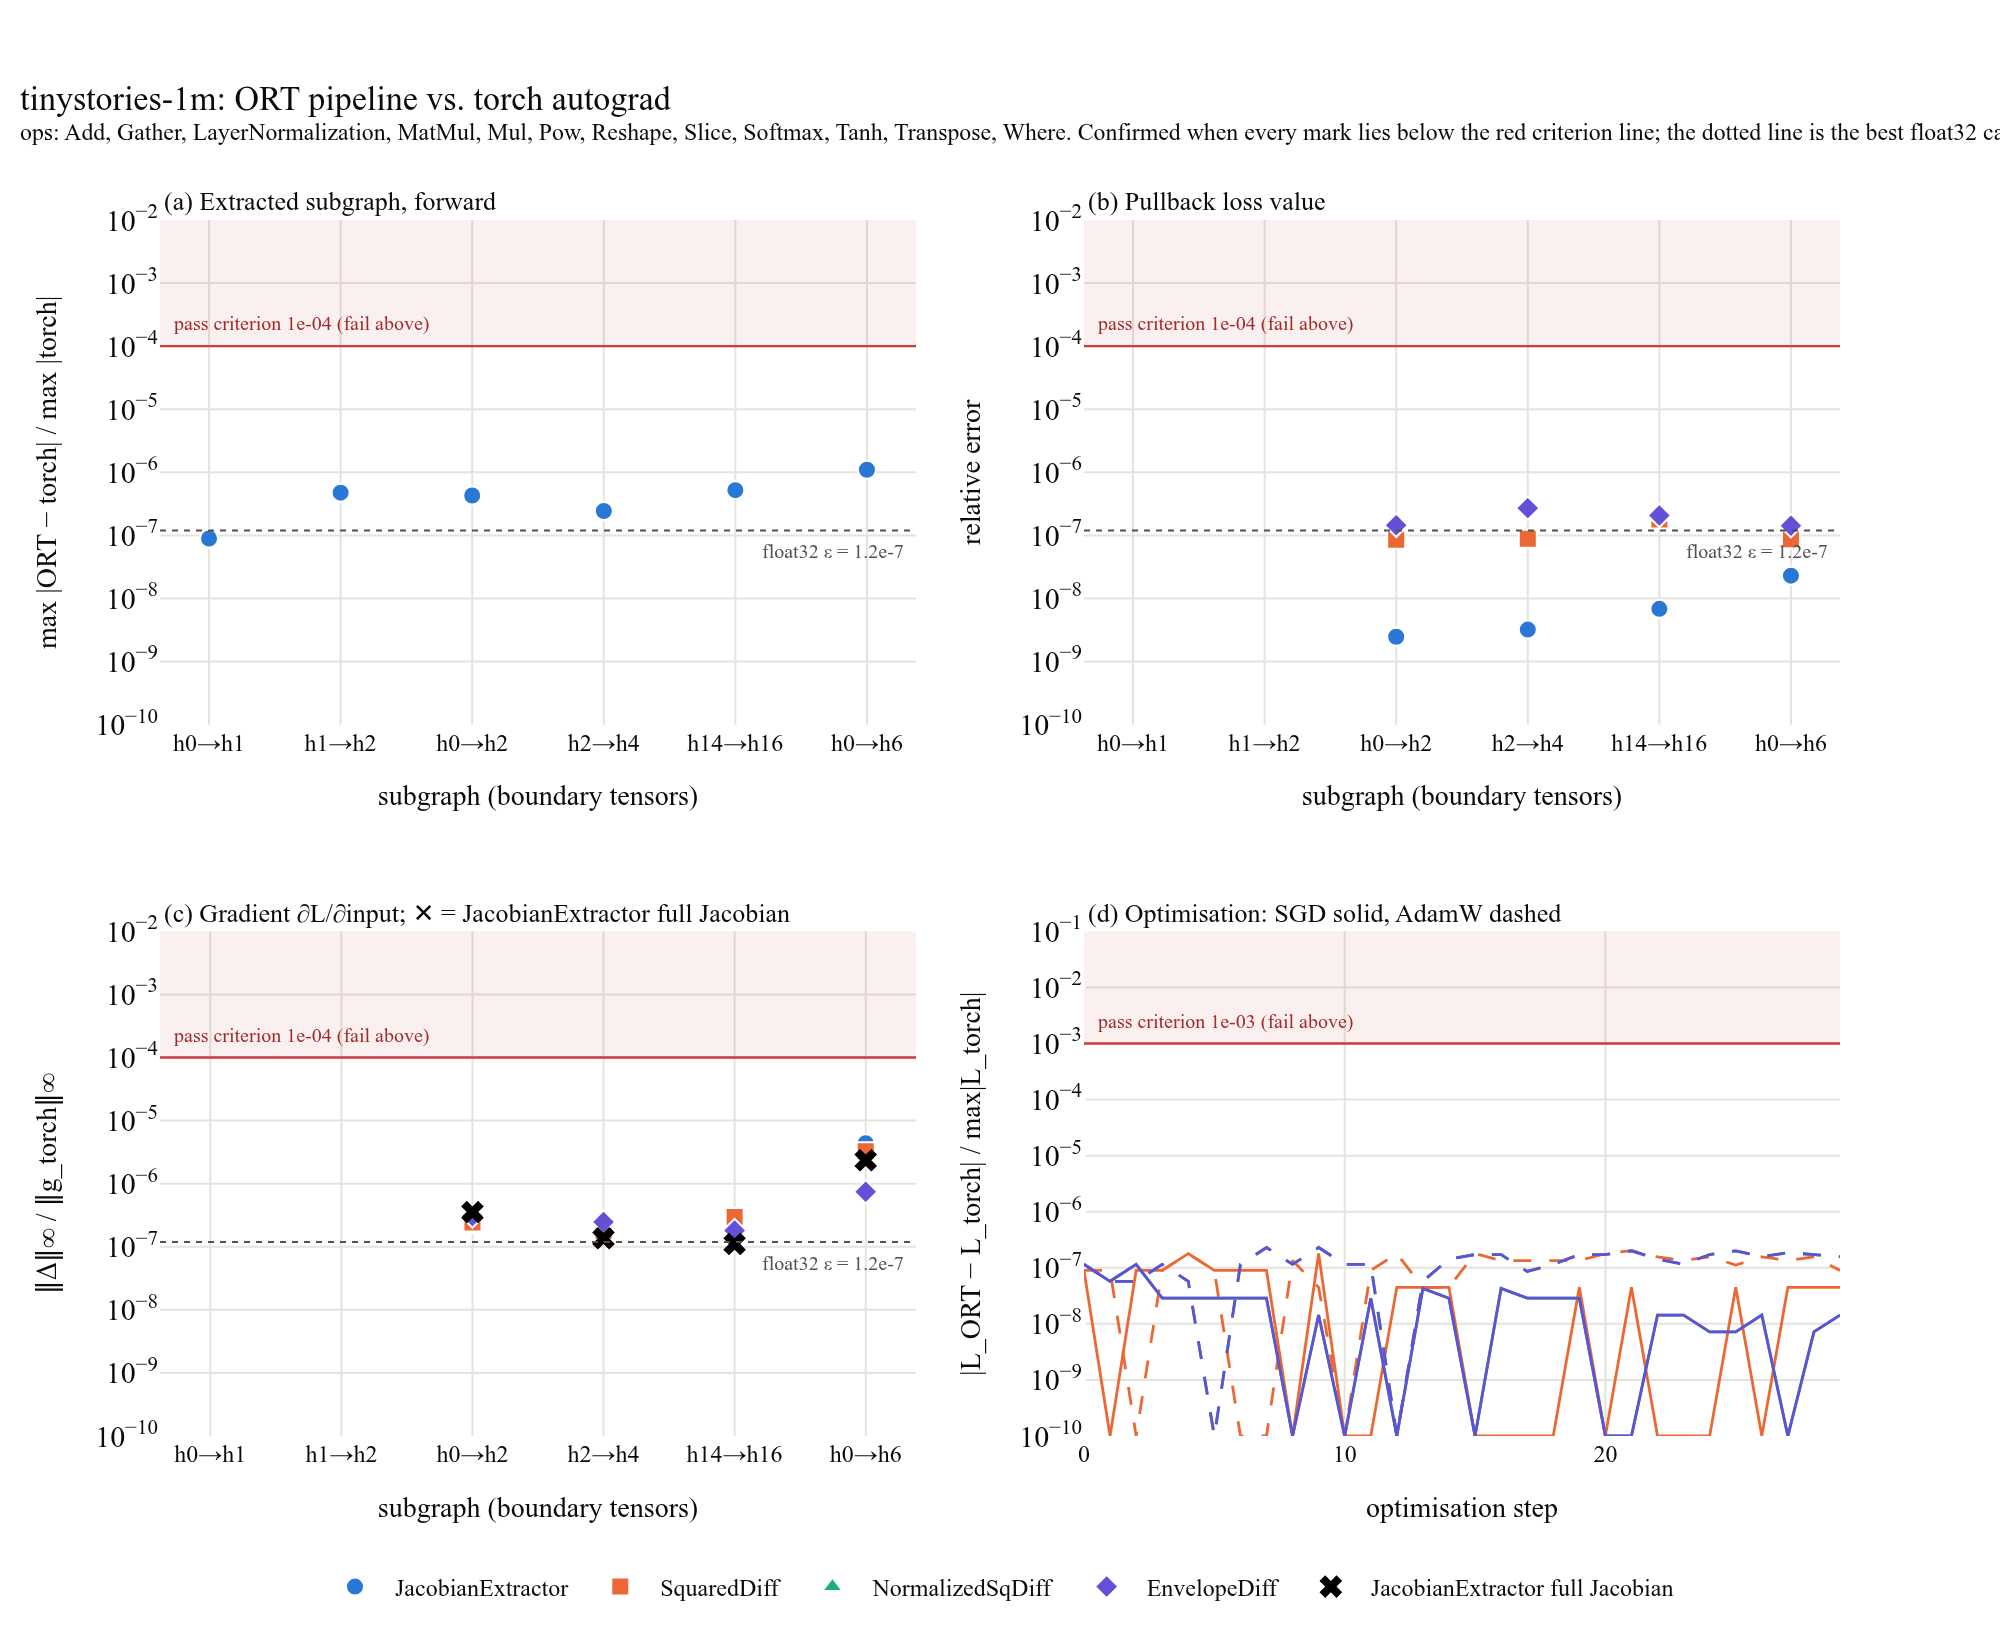 tinystories-1m: ORT pipeline vs. torch autograd
ops: Add, Gather, LayerNormalization, MatMul, Mul, Pow, Reshape, Slice, Softmax, Tanh, Transpose, Where. Confirmed when every mark lies below the red criterion line; the dotted line is the best float32 ca
(a) Extracted subgraph, forward
max |ORT − torch| / max |torch|
10⁻²
10⁻³
10⁻⁴
10⁻⁵
10⁻⁶
10⁻⁷
10⁻⁸
10⁻⁹
10⁻¹⁰
pass criterion 1e-04 (fail above)
float32 ε = 1.2e-7
h0→h1 h1→h2 h0→h2 h2→h4 h14→h16 h0→h6
subgraph (boundary tensors)
(b) Pullback loss value
relative error
10⁻²
10⁻³
10⁻⁴
10⁻⁵
10⁻⁶
10⁻⁷
10⁻⁸
10⁻⁹
10⁻¹⁰
pass criterion 1e-04 (fail above)
float32 ε = 1.2e-7
h0→h1 h1→h2 h0→h2 h2→h4 h14→h16 h0→h6
subgraph (boundary tensors)
(c) Gradient ∂L/∂input; ✕ = JacobianExtractor full Jacobian
‖Δ‖∞ / ‖g_torch‖∞
10⁻²
10⁻³
10⁻⁴
10⁻⁵
10⁻⁶
10⁻⁷
10⁻⁸
10⁻⁹
10⁻¹⁰
pass criterion 1e-04 (fail above)
float32 ε = 1.2e-7
h0→h1 h1→h2 h0→h2 h2→h4 h14→h16 h0→h6
subgraph (boundary tensors)
(d) Optimisation: SGD solid, AdamW dashed
|L_ORT − L_torch| / max|L_torch|
10⁻¹
10⁻²
10⁻³
10⁻⁴
10⁻⁵
10⁻⁶
10⁻⁷
10⁻⁸
10⁻⁹
10⁻¹⁰
pass criterion 1e-03 (fail above)
0 10 20
optimisation step
JacobianExtractor SquaredDiff NormalizedSqDiff EnvelopeDiff JacobianExtractor full Jacobian